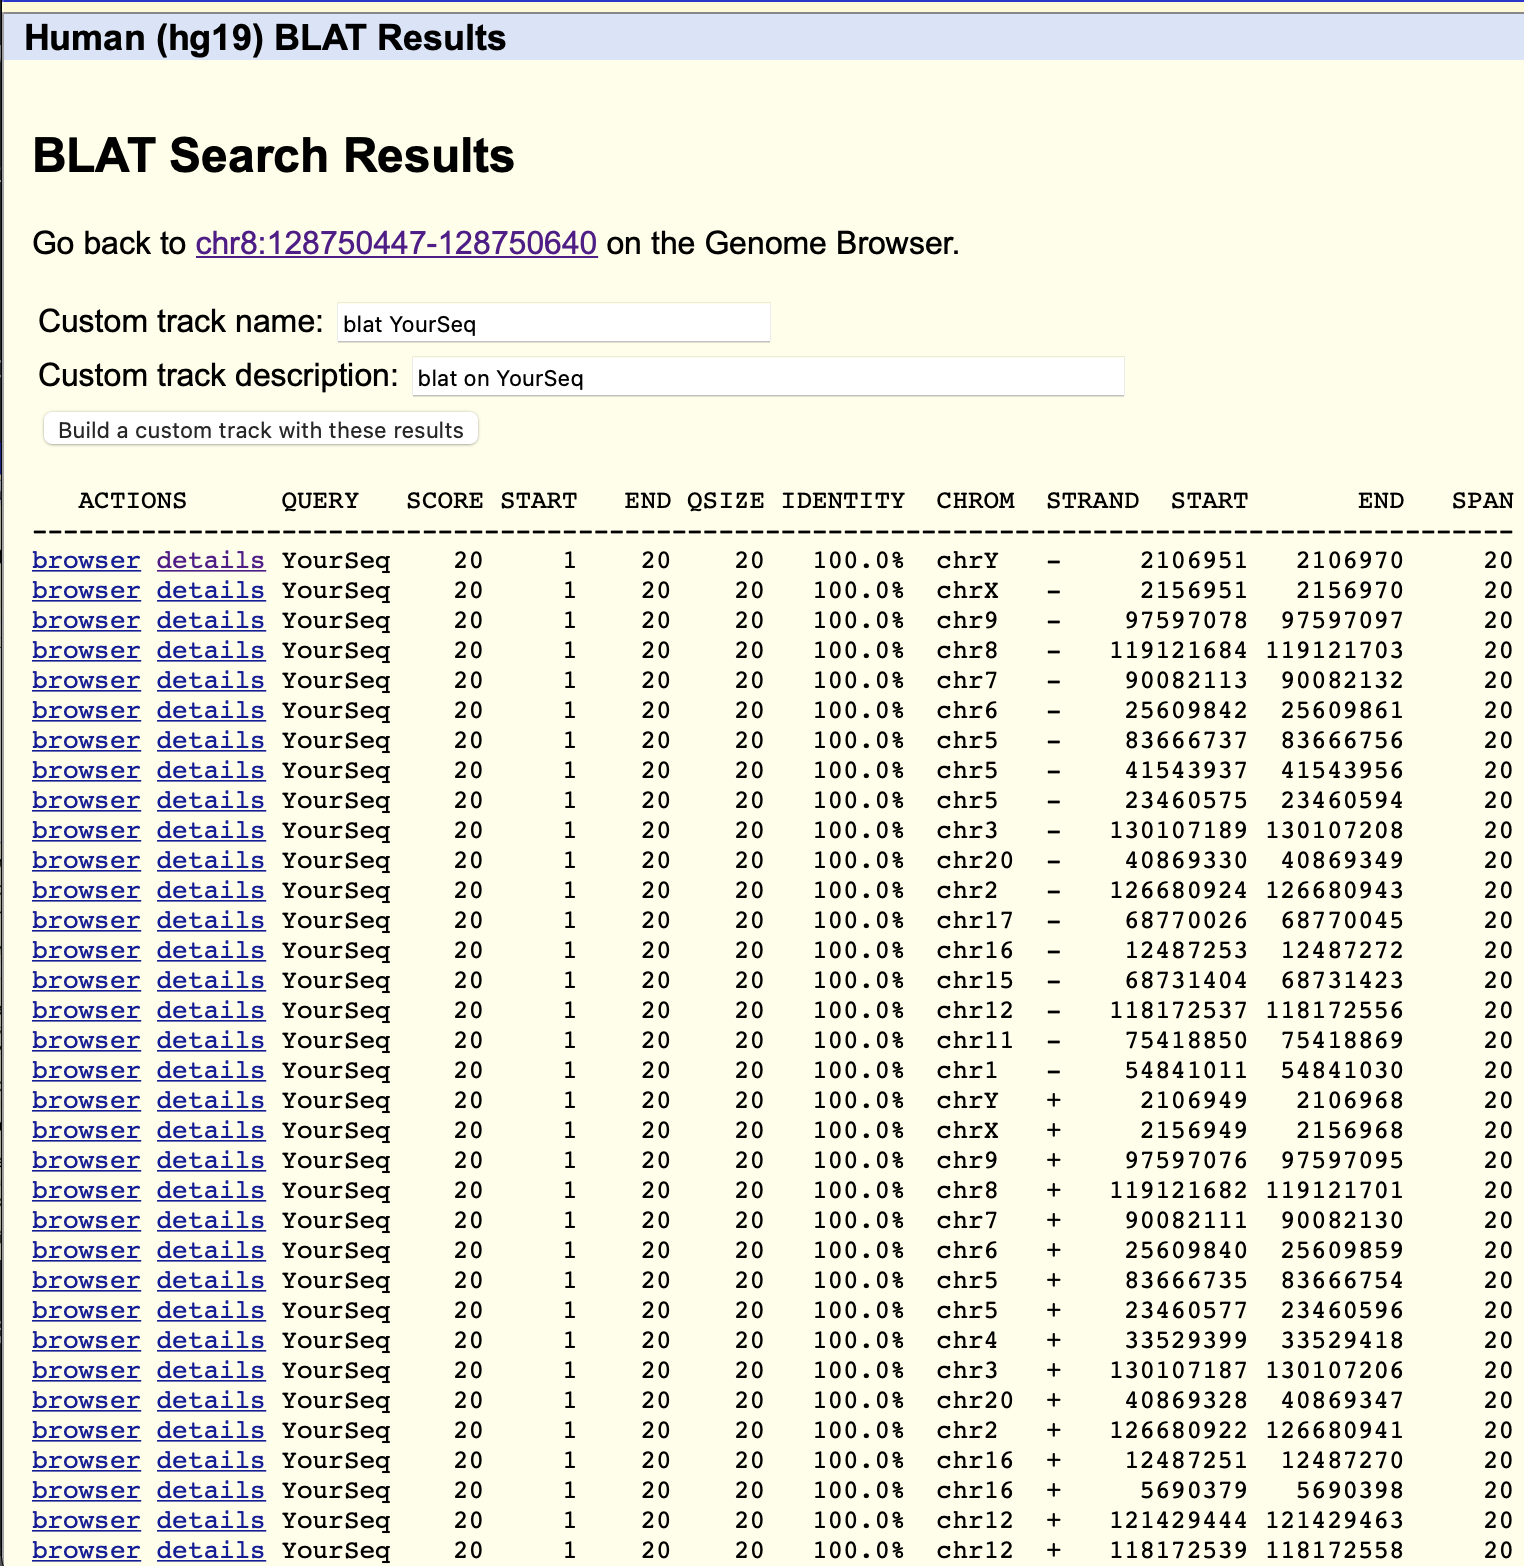 Human (hg19) BLAT Results
BLAT Search Results
Go back to chr8:128750447-128750640 on the Genome Browser.
Custom track name: blat YourSeq
Custom track description: blat on YourSeq
Build a custom track with these results
ACTIONS QUERY SCORE START END QSIZE IDENTITY CHROM STRAND START END SPAN
-----------------------------------------------------------------------------------------------
browser details YourSeq 20 1 20 20 100.0% chrY - 2106951 2106970 20
browser details YourSeq 20 1 20 20 100.0% chrX - 2156951 2156970 20
browser details YourSeq 20 1 20 20 100.0% chr9 - 97597078 97597097 20
browser details YourSeq 20 1 20 20 100.0% chr8 - 119121684 119121703 20
browser details YourSeq 20 1 20 20 100.0% chr7 - 90082113 90082132 20
browser details YourSeq 20 1 20 20 100.0% chr6 - 25609842 25609861 20
browser details YourSeq 20 1 20 20 100.0% chr5 - 83666737 83666756 20
browser details YourSeq 20 1 20 20 100.0% chr5 - 41543937 41543956 20
browser details YourSeq 20 1 20 20 100.0% chr5 - 23460575 23460594 20
browser details YourSeq 20 1 20 20 100.0% chr3 - 130107189 130107208 20
browser details YourSeq 20 1 20 20 100.0% chr20 - 40869330 40869349 20
browser details YourSeq 20 1 20 20 100.0% chr2 - 126680924 126680943 20
browser details YourSeq 20 1 20 20 100.0% chr17 - 68770026 68770045 20
browser details YourSeq 20 1 20 20 100.0% chr16 - 12487253 12487272 20
browser details YourSeq 20 1 20 20 100.0% chr15 - 68731404 68731423 20
browser details YourSeq 20 1 20 20 100.0% chr12 - 118172537 118172556 20
browser details YourSeq 20 1 20 20 100.0% chr11 - 75418850 75418869 20
browser details YourSeq 20 1 20 20 100.0% chr1 - 54841011 54841030 20
browser details YourSeq 20 1 20 20 100.0% chrY + 2106949 2106968 20
browser details YourSeq 20 1 20 20 100.0% chrX + 2156949 2156968 20
browser details YourSeq 20 1 20 20 100.0% chr9 + 97597076 97597095 20
browser details YourSeq 20 1 20 20 100.0% chr8 + 119121682 119121701 20
browser details YourSeq 20 1 20 20 100.0% chr7 + 90082111 90082130 20
browser details YourSeq 20 1 20 20 100.0% chr6 + 25609840 25609859 20
browser details YourSeq 20 1 20 20 100.0% chr5 + 83666735 83666754 20
browser details YourSeq 20 1 20 20 100.0% chr5 + 23460577 23460596 20
browser details YourSeq 20 1 20 20 100.0% chr4 + 33529399 33529418 20
browser details YourSeq 20 1 20 20 100.0% chr3 + 130107187 130107206 20
browser details YourSeq 20 1 20 20 100.0% chr20 + 40869328 40869347 20
browser details YourSeq 20 1 20 20 100.0% chr2 + 126680922 126680941 20
browser details YourSeq 20 1 20 20 100.0% chr16 + 12487251 12487270 20
browser details YourSeq 20 1 20 20 100.0% chr16 + 5690379 5690398 20
browser details YourSeq 20 1 20 20 100.0% chr12 + 121429444 121429463 20
browser details YourSeq 20 1 20 20 100.0% chr12 + 118172539 118172558 20